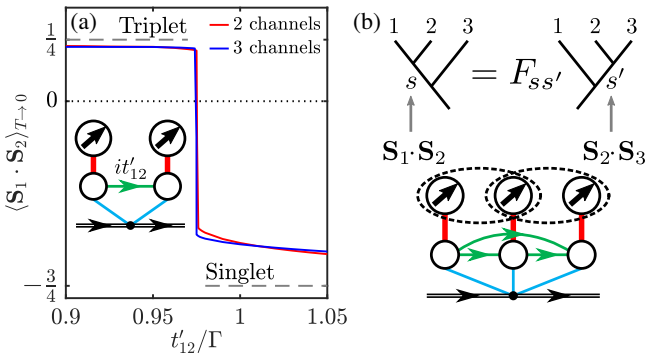 (a)
Triplet
2 channels
3 channels
1/4
0
−3/4
⟨S₁ · S₂⟩T→0
it′₁₂
Singlet
0.9
0.95
1
1.05
t′₁₂/Γ
(b)
1 2 3
1 2 3
s = Fss′ s′
S₁·S₂
S₂·S₃